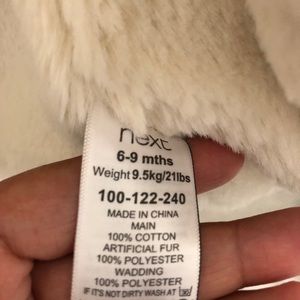 next
6-9 mths
Weight 9.5kg/21lbs
100-122-240
MADE IN CHINA
MAIN
100% COTTON
ARTIFICIAL FUR
100% POLYESTER
WADDING
100% POLYESTER
IF IT'S NOT DIRTY WASH AT